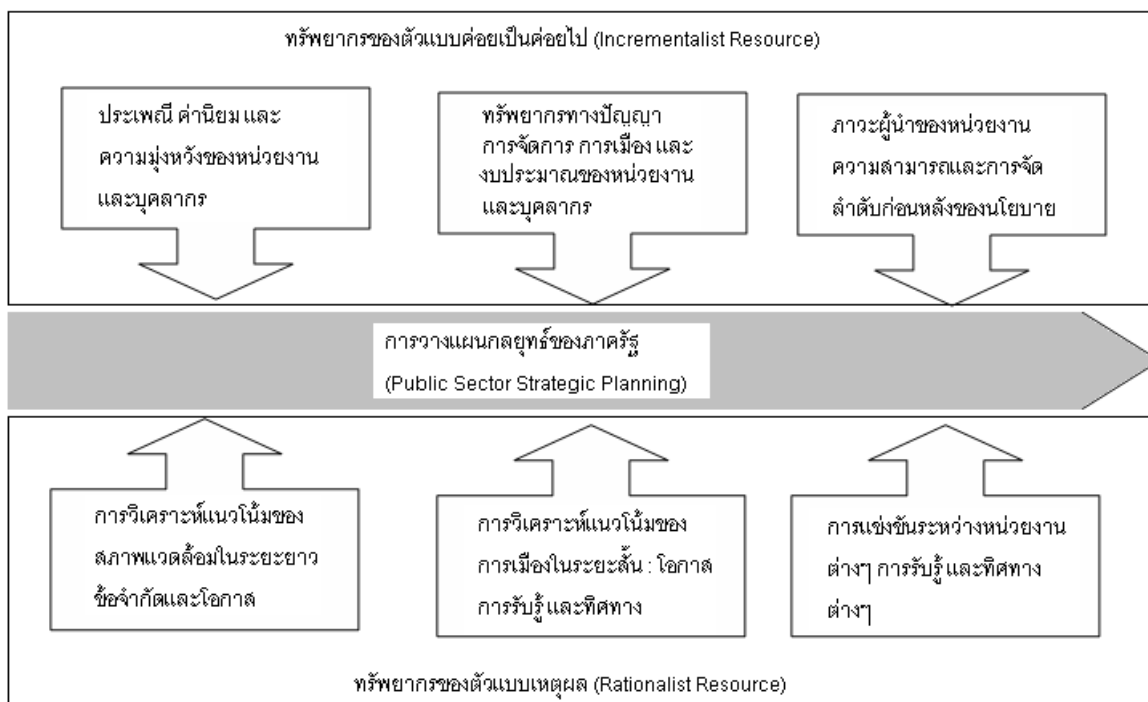 ทรัพยากรของตัวแบบค่อยเป็นค่อยไป (Incrementalist Resource)
ประเพณี ค่านิยม และ
ความมุ่งหวังของหน่วยงาน
และบุคลากร
ทรัพยากรทางปัญญา
การจัดการ การเมือง และ
งบประมาณของหน่วยงาน
และบุคลากร
ภาวะผู้นำของหน่วยงาน
ความสามารถและการจัด
ลำดับก่อนหลังของนโยบาย
การวางแผนกลยุทธ์ของภาครัฐ
(Public Sector Strategic Planning)
การวิเคราะห์แนวโน้มของ
สภาพแวดล้อมในระยะยาว
ข้อจำกัดและโอกาส
การวิเคราะห์แนวโน้มของ
การเมืองในระยะสั้น : โอกาส
การรับรู้ และทิศทาง
การแข่งขันระหว่างหน่วยงาน
ต่างๆ การรับรู้ และทิศทาง
ต่างๆ
ทรัพยากรของตัวแบบเหตุผล (Rationalist Resource)